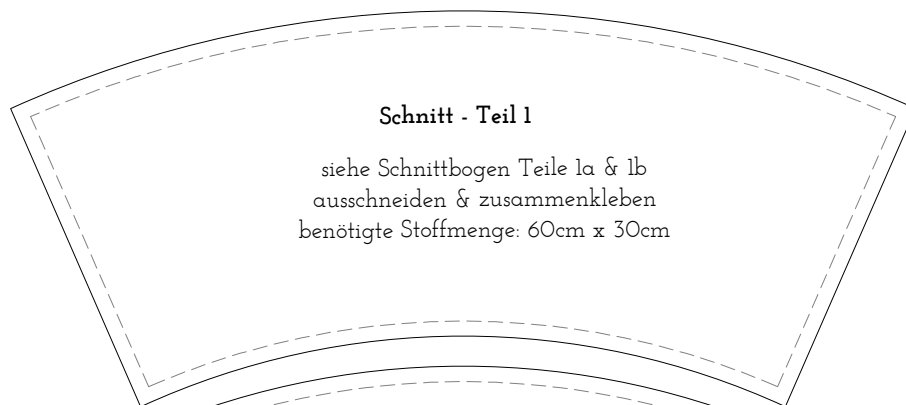 Schnitt - Teil 1
siehe Schnittbogen Teile 1a & 1b
ausschneiden & zusammenkleben
benötigte Stoffmenge: 60cm x 30cm